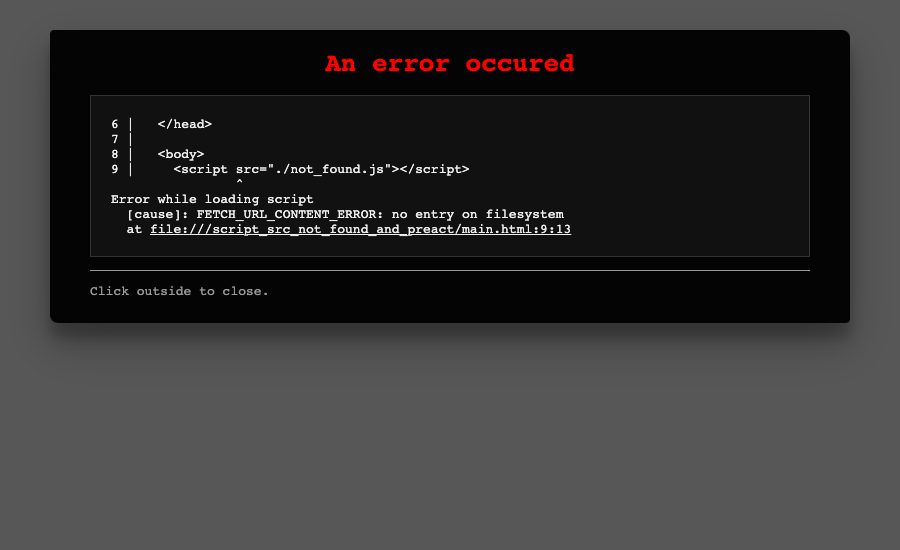 An error occured
6 |   </head>
7 |
8 |   <body>
9 |     <script src="./not_found.js"></script>
                ^
Error while loading script
  [cause]: FETCH_URL_CONTENT_ERROR: no entry on filesystem
  at file:///script_src_not_found_and_preact/main.html:9:13
Click outside to close.